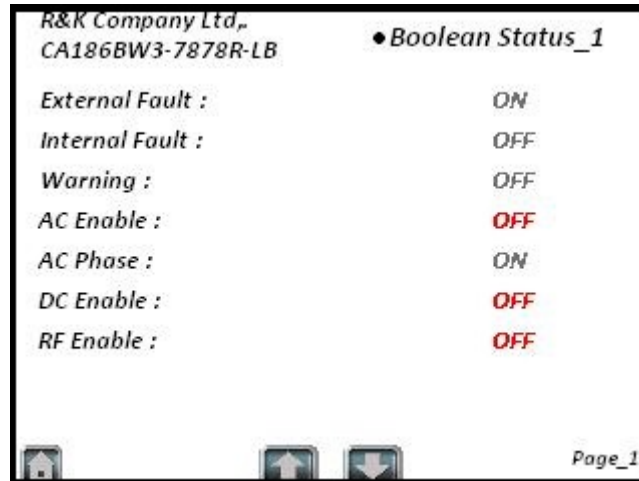 R&K Company Ltd,.
CA186BW3-7878R-LB
•Boolean Status_1
External Fault : ON
Internal Fault : OFF
Warning : OFF
AC Enable : OFF
AC Phase : ON
DC Enable : OFF
RF Enable : OFF
Page_1